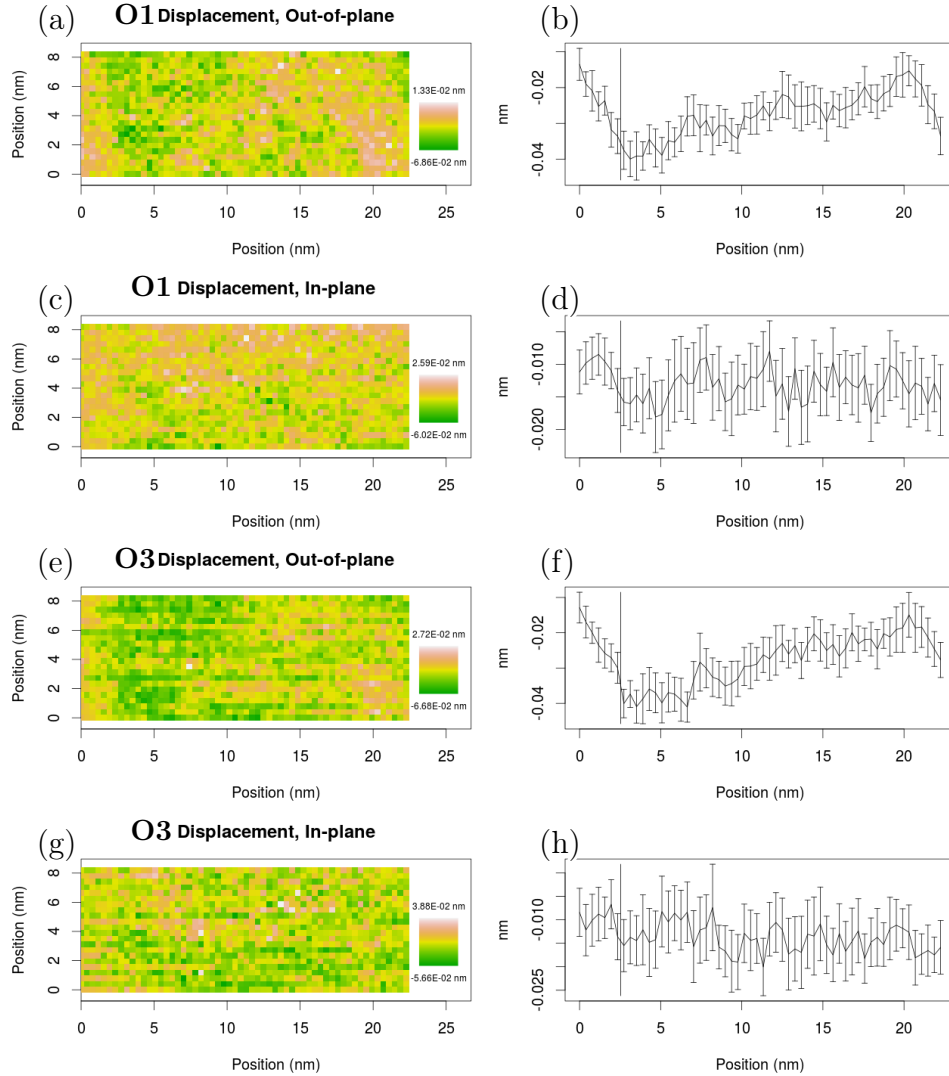 (a) O1 Displacement, Out-of-plane
Position (nm)
0 2 4 6 8
1.33E-02 nm
-6.86E-02 nm
0 5 10 15 20 25
Position (nm)
(b)
nm
-0.04 -0.02
0 5 10 15 20
Position (nm)
(c) O1 Displacement, In-plane
Position (nm)
0 2 4 6 8
2.59E-02 nm
-6.02E-02 nm
0 5 10 15 20 25
Position (nm)
(d)
nm
-0.020 -0.010
0 5 10 15 20
Position (nm)
(e) O3 Displacement, Out-of-plane
Position (nm)
0 2 4 6 8
2.72E-02 nm
-6.68E-02 nm
0 5 10 15 20 25
Position (nm)
(f)
nm
-0.04 -0.02
0 5 10 15 20
Position (nm)
(g) O3 Displacement, In-plane
Position (nm)
0 2 4 6 8
3.88E-02 nm
-5.66E-02 nm
0 5 10 15 20 25
Position (nm)
(h)
nm
-0.025 -0.010
0 5 10 15 20
Position (nm)